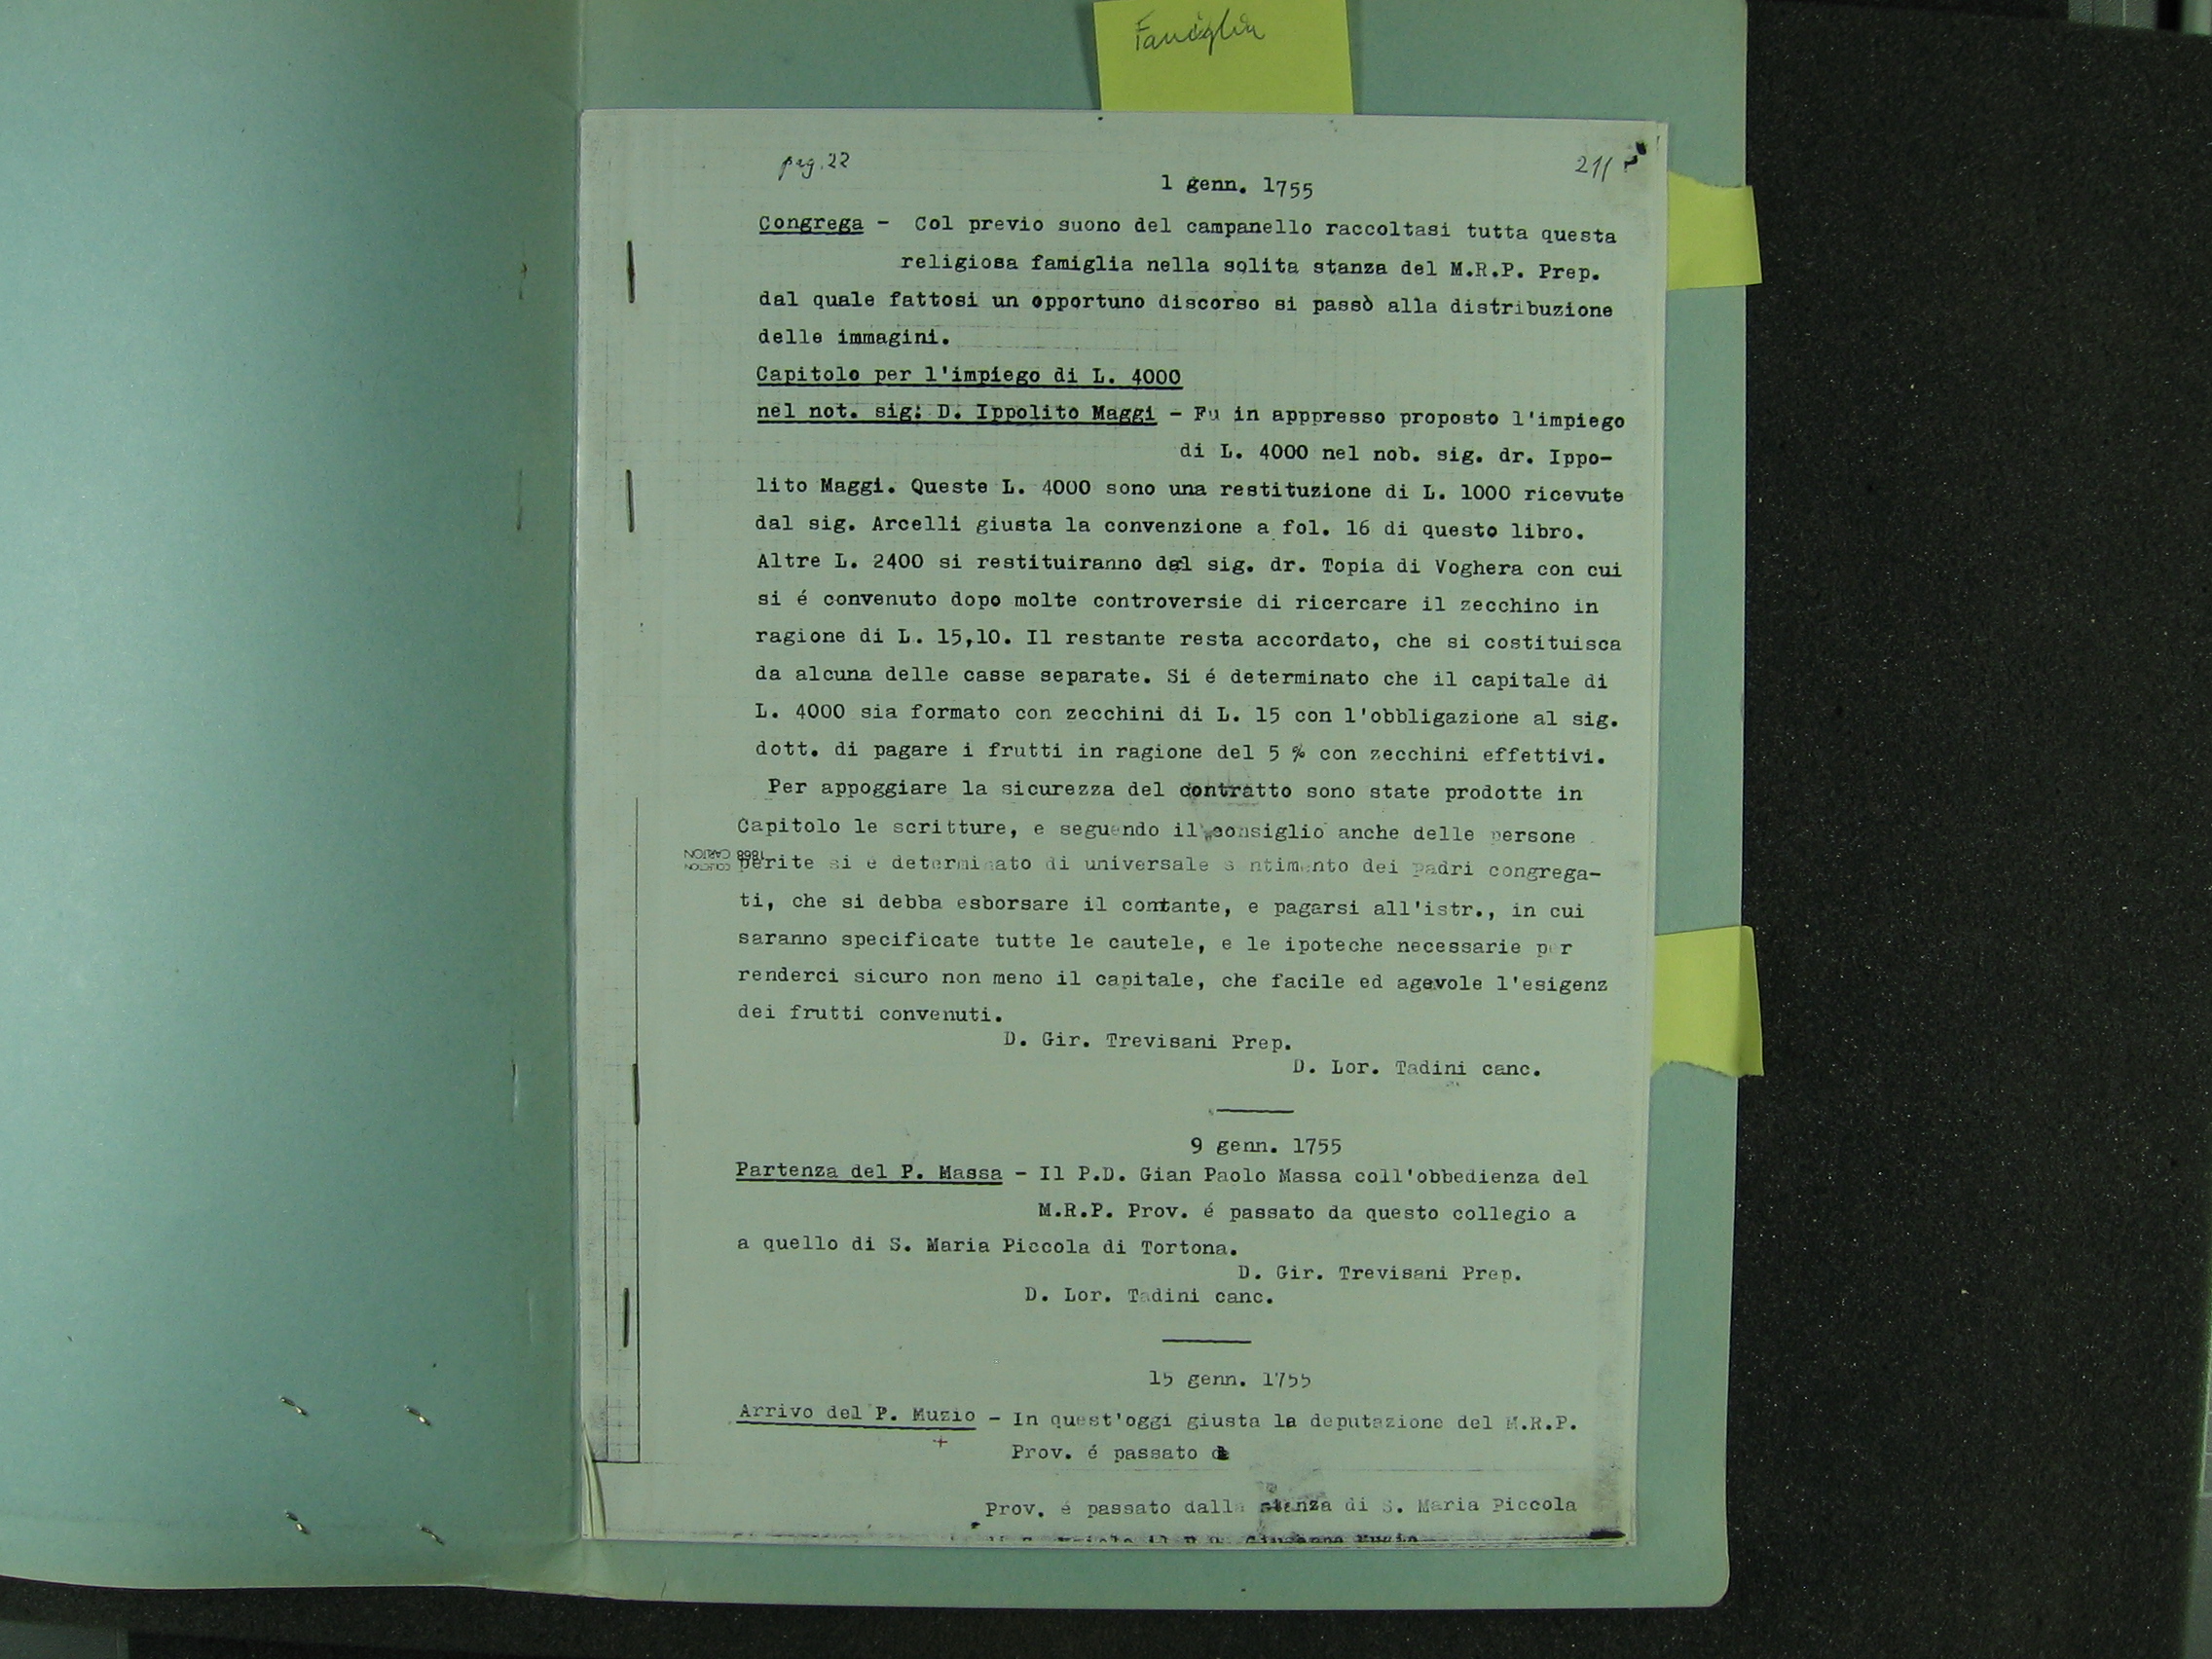 Famiglia
pag. 22
211
1 genn. 1755
Congrega - Col previo suono del campanello raccoltasi tutta questa
religiosa famiglia nella solita stanza del M.R.P. Prep.
dal quale fattosi un opportuno discorso si passò alla distribuzione
delle immagini.
Capitolo per l'impiego di L. 4000
nel not. sig: D. Ippolito Maggi - Fu in apppresso proposto l'impiego
di L. 4000 nel nob. sig. dr. Ippo-
lito Maggi. Queste L. 4000 sono una restituzione di L. 1000 ricevute
dal sig. Arcelli giusta la convenzione a fol. 16 di questo libro.
Altre L. 2400 si restituiranno dal sig. dr. Topia di Voghera con cui
si é convenuto dopo molte controversie di ricercare il zecchino in
ragione di L. 15,10. Il restante resta accordato, che si costituisca
da alcuna delle casse separate. Si é determinato che il capitale di
L. 4000 sia formato con zecchini di L. 15 con l'obbligazione al sig.
dott. di pagare i frutti in ragione del 5 % con zecchini effettivi.
Per appoggiare la sicurezza del contratto sono state prodotte in
Capitolo le scritture, e seguendo il consiglio anche delle persone
perite si e determinato di universale sentimento dei padri congrega-
ti, che si debba esborsare il contante, e pagarsi all'istr., in cui
saranno specificate tutte le cautele, e le ipoteche necessarie per
renderci sicuro non meno il capitale, che facile ed agevole l'esigenz
dei frutti convenuti.
D. Gir. Trevisani Prep.
D. Lor. Tadini canc.
9 genn. 1755
Partenza del P. Massa - Il P.D. Gian Paolo Massa coll'obbedienza del
M.R.P. Prov. é passato da questo collegio a
a quello di S. Maria Piccola di Tortona.
D. Gir. Trevisani Prep.
D. Lor. Tadini canc.
15 genn. 1755
Arrivo del P. Muzio - In quest'oggi giusta la deputazione del M.R.P.
Prov. é passato
Prov. é passato dalla stanza di S. Maria Piccola
il P.D. Giuseppe Muzio